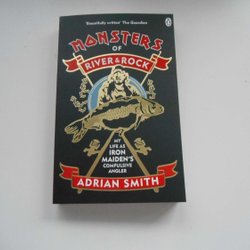 'Beautifully written' The Guardian
MONSTERS
OF
RIVER & ROCK
MY
LIFE AS
IRON
MAIDEN'S
COMPULSIVE
ANGLER
ADRIAN SMITH